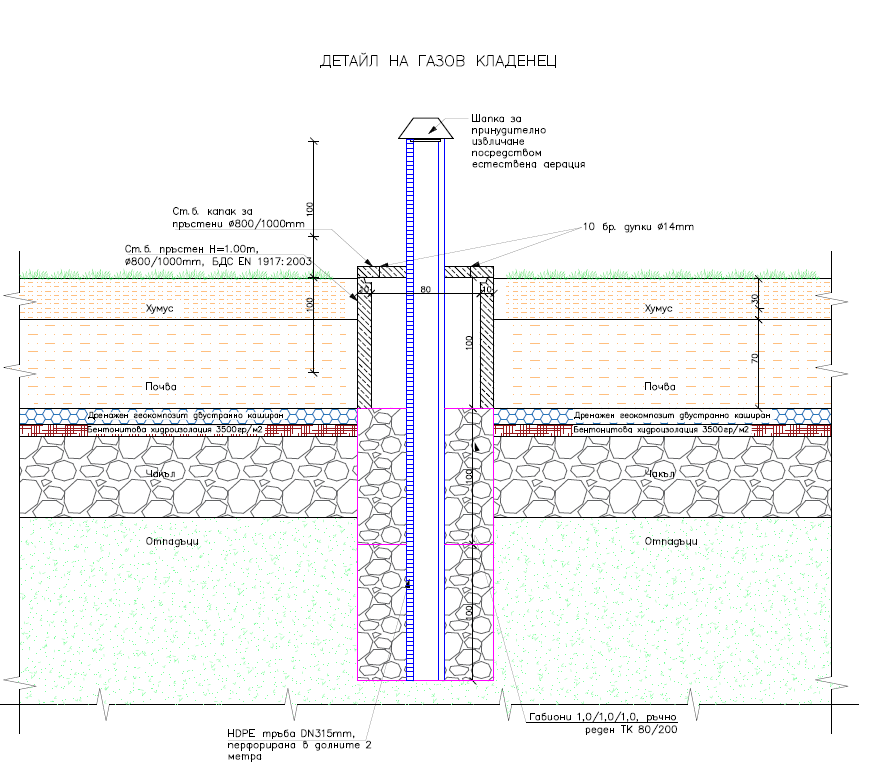 ДЕТАЙЛ НА ГАЗОВ КЛАДЕНЕЦ
Шапка за
принудително
извличане
посредством
естествена аерация
Ст.б. капак за
пръстени Ø800/1000mm
10 бр. дупки Ø14mm
Ст.б. пръстен H=1.00m,
Ø800/1000mm, БДС EN 1917:2003
100
100
10
80
10
100
30
70
Хумус
Хумус
Почва
Почва
Дренажен геокомпозит двустранно каширан
Дренажен геокомпозит двустранно каширан
Бентонитова хидроизолация 3500гр/м2
Бентонитова хидроизолация 3500гр/м2
Чакъл
100
Чакъл
Отпадъци
Отпадъци
100
Габиони 1,0/1,0/1,0, ръчно
реден ТК 80/200
HDPE тръба DN315mm,
перфорирана в долните 2
метра